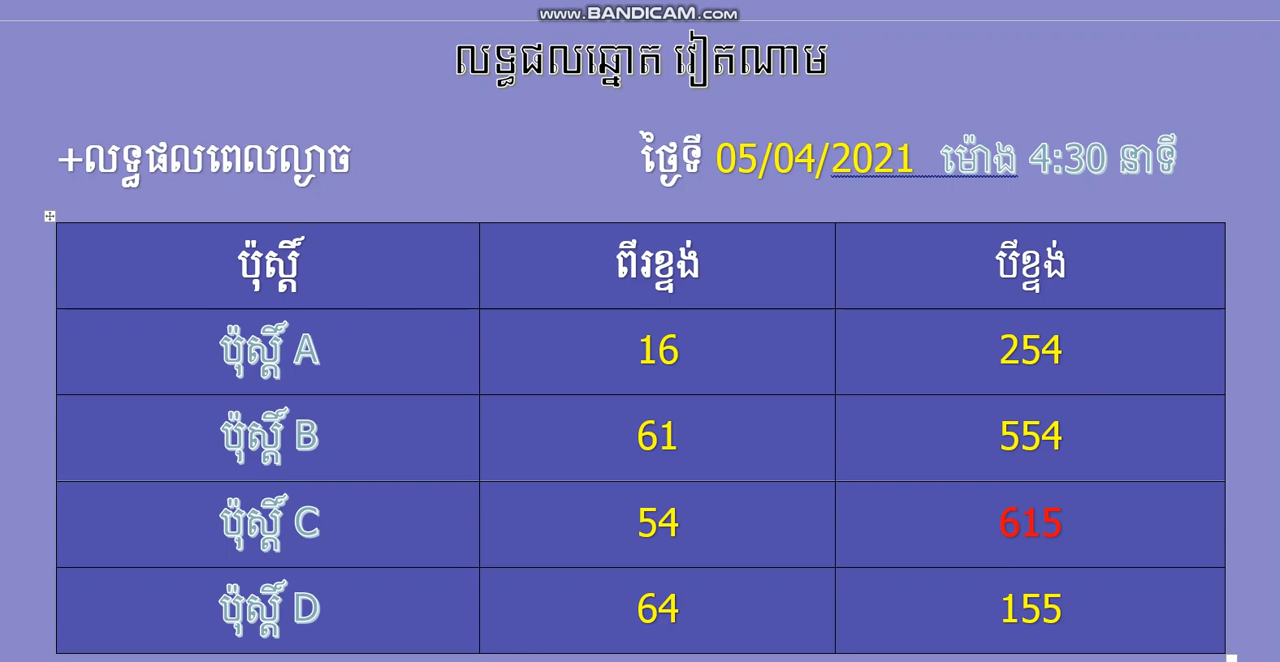 www.BANDICAM.com
លទ្ធផលឆ្នោត វៀតណាម
+លទ្ធផលពេលល្ងាច ថ្ងៃទី 05/04/2021 ម៉ោង 4:30 នាទី
ប៉ុស្តិ៍ ពីរខ្ទង់ បីខ្ទង់
ប៉ុស្តិ៍ A 16 254
ប៉ុស្តិ៍ B 61 554
ប៉ុស្តិ៍ C 54 615
ប៉ុស្តិ៍ D 64 155